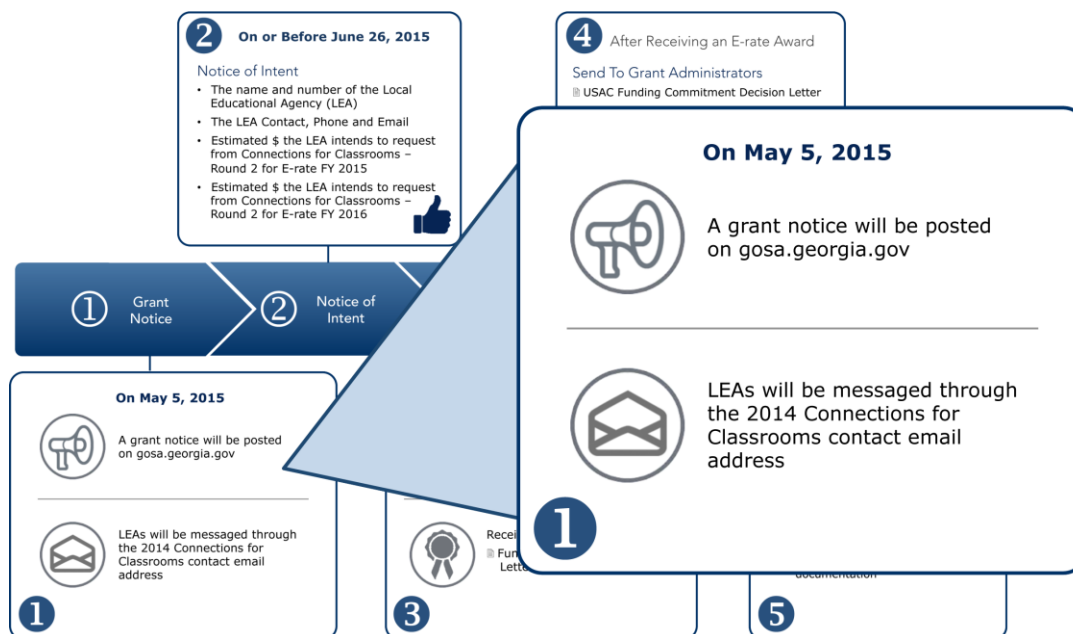 2 On or Before June 26, 2015
Notice of Intent
• The name and number of the Local
Educational Agency (LEA)
• The LEA Contact, Phone and Email
• Estimated $ the LEA intends to request
from Connections for Classrooms –
Round 2 for E-rate FY 2015
• Estimated $ the LEA intends to request
from Connections for Classrooms –
Round 2 for E-rate FY 2016
4 After Receiving an E-rate Award
Send To Grant Administrators
USAC Funding Commitment Decision Letter
On May 5, 2015
A grant notice will be posted
on gosa.georgia.gov
LEAs will be messaged through
the 2014 Connections for
Classrooms contact email
address
1
1 Grant
Notice
2 Notice of
Intent
On May 5, 2015
A grant notice will be posted
on gosa.georgia.gov
LEAs will be messaged through
the 2014 Connections for
Classrooms contact email
address
1
Letter
3
documentation
5